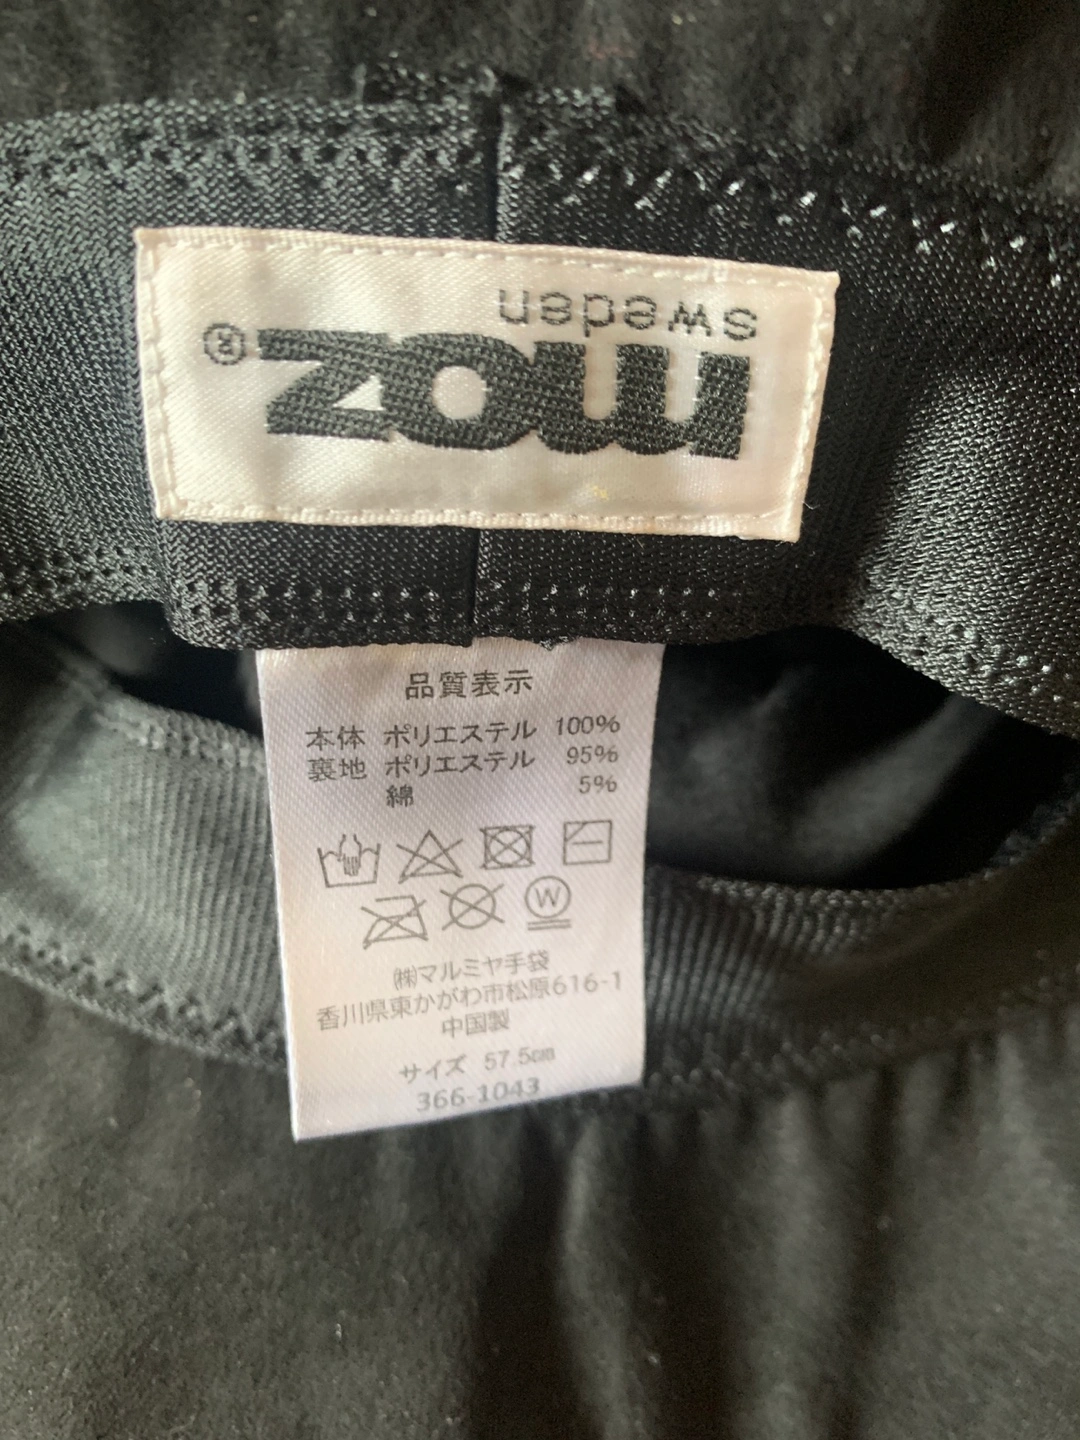 moz®
sweden
品質表示
本体 ポリエステル 100%
裏地 ポリエステル 95%
綿 5%
W
㈱マルミヤ手袋
香川県東かがわ市松原616-1
中国製
サイズ 57.5㎝
366-1043